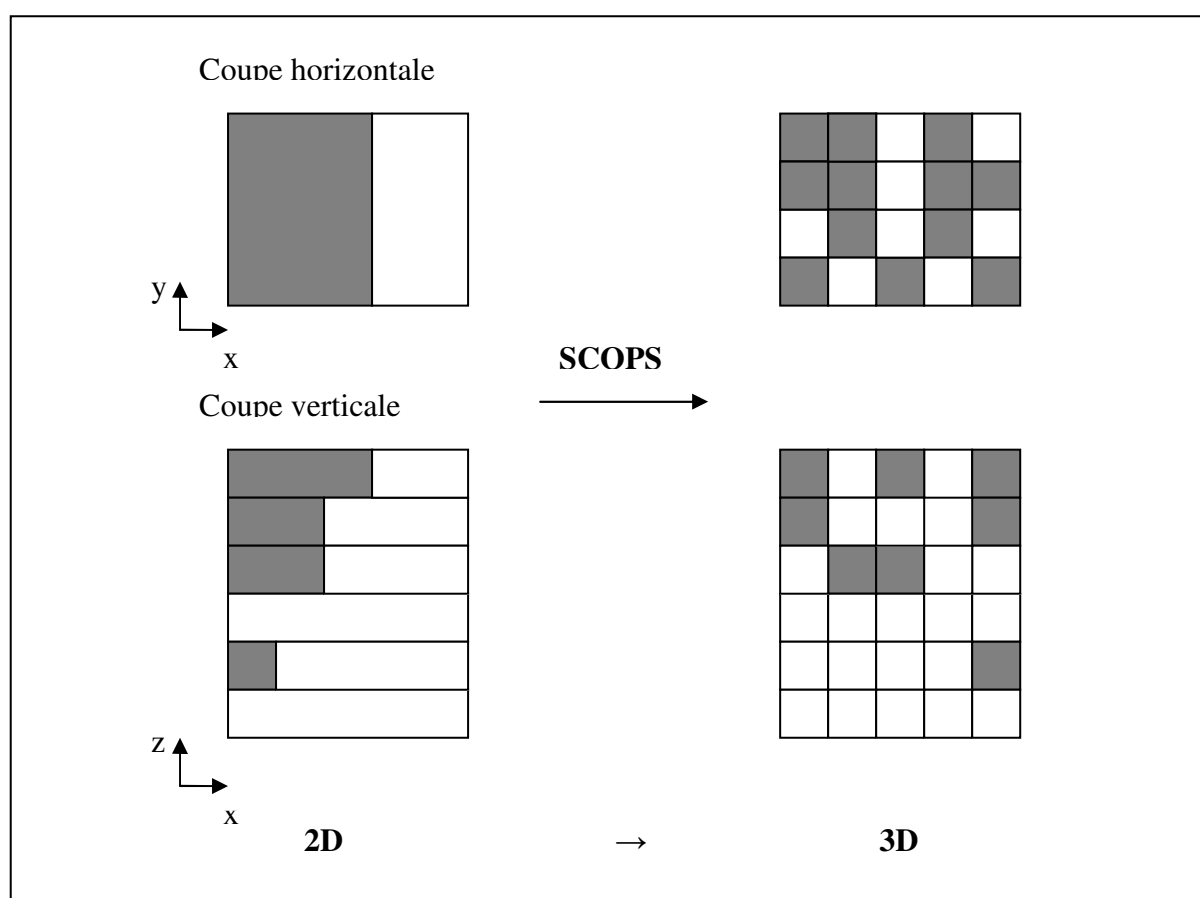 Coupe horizontale
y
x
SCOPS
Coupe verticale
z
x
2D → 3D